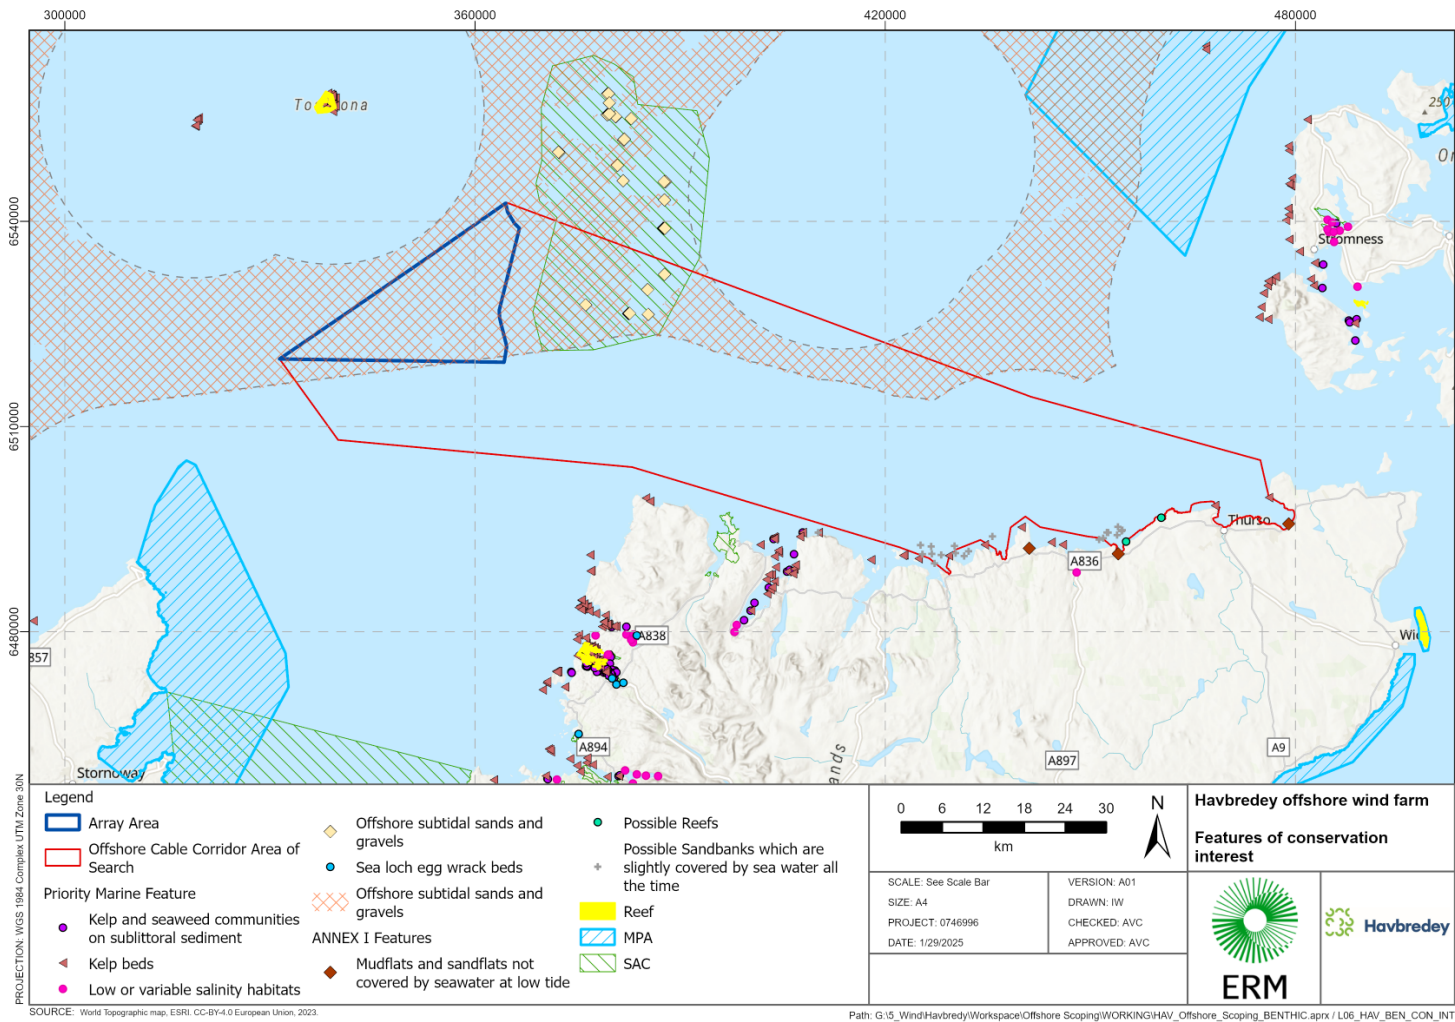 300000
360000
420000
480000
6540000
6510000
6480000
250
Stromness
Thurso
A836
A838
857
A894
A897
A9
Stornoway
ands
PROJECTION: WGS 1984 Complex UTM Zone 30N
Legend
Array Area
Offshore Cable Corridor Area of
Search
Priority Marine Feature
Kelp and seaweed communities
on sublittoral sediment
Kelp beds
Low or variable salinity habitats
Offshore subtidal sands and
gravels
Sea loch egg wrack beds
Offshore subtidal sands and
gravels
ANNEX I Features
Mudflats and sandflats not
covered by seawater at low tide
Possible Reefs
Possible Sandbanks which are
slightly covered by sea water all
the time
Reef
MPA
SAC
0 6 12 18 24 30
km
N
SCALE: See Scale Bar
SIZE: A4
PROJECT: 0746996
DATE: 1/29/2025
VERSION: A01
DRAWN: IW
CHECKED: AVC
APPROVED: AVC
Havbredey offshore wind farm
Features of conservation
interest
ERM
Havbredey
SOURCE: World Topographic map, ESRI. CC-BY-4.0 European Union, 2023.
Path: G:\5_Wind\Havbredy\Workspace\Offshore Scoping\WORKING\HAV_Offshore_Scoping_BENTHIC.aprx / L06_HAV_BEN_CON_INT